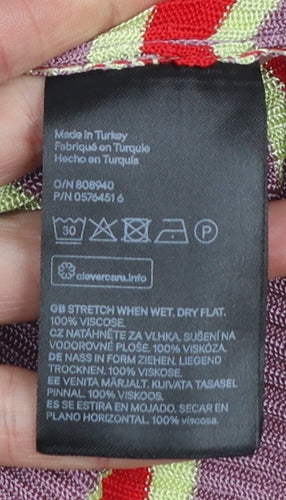 Made in Turkey
Fabriqué en Turquie
Hecho en Turquía
O/N 808940
P/N 0576451 6
30
P
clevercare.info
GB STRETCH WHEN WET, DRY FLAT.
100% VISCOSE.
CZ NATÁHNĚTE ZA VLHKA, SUŠENÍ NA
VODOROVNÉ PLOŠE. 100% VISKÓZA.
DE NASS IN FORM ZIEHEN. LIEGEND
TROCKNEN. 100% VISKOSE.
EE VENITA MÄRJALT. KUIVATA TASASEL
PINNAL. 100% VISKOOS.
ES SE ESTIRA EN MOJADO, SECAR EN
PLANO HORIZONTAL. 100% viscosa.